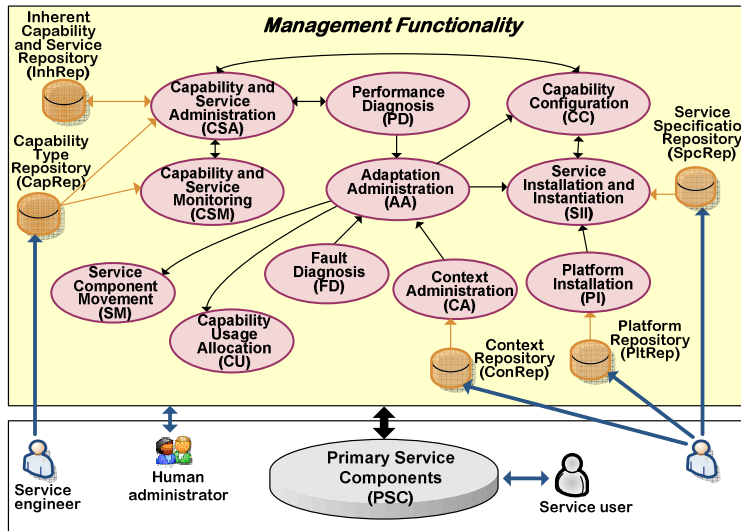 Management Functionality
Inherent
Capability
and Service
Repository
(InhRep)
Capability and
Service
Administration
(CSA)
Performance
Diagnosis
(PD)
Capability
Configuration
(CC)
Service
Specification
Repository
(SpcRep)
Capability
Type
Repository
(CapRep)
Capability and
Service
Monitoring
(CSM)
Adaptation
Administration
(AA)
Service
Installation and
Instantiation
(SII)
Service
Component
Movement
(SM)
Fault
Diagnosis
(FD)
Context
Administration
(CA)
Platform
Installation
(PI)
Capability
Usage
Allocation
(CU)
Context
Repository
(ConRep)
Platform
Repository
(PltRep)
Service
engineer
Human
administrator
Primary Service
Components
(PSC)
Service user